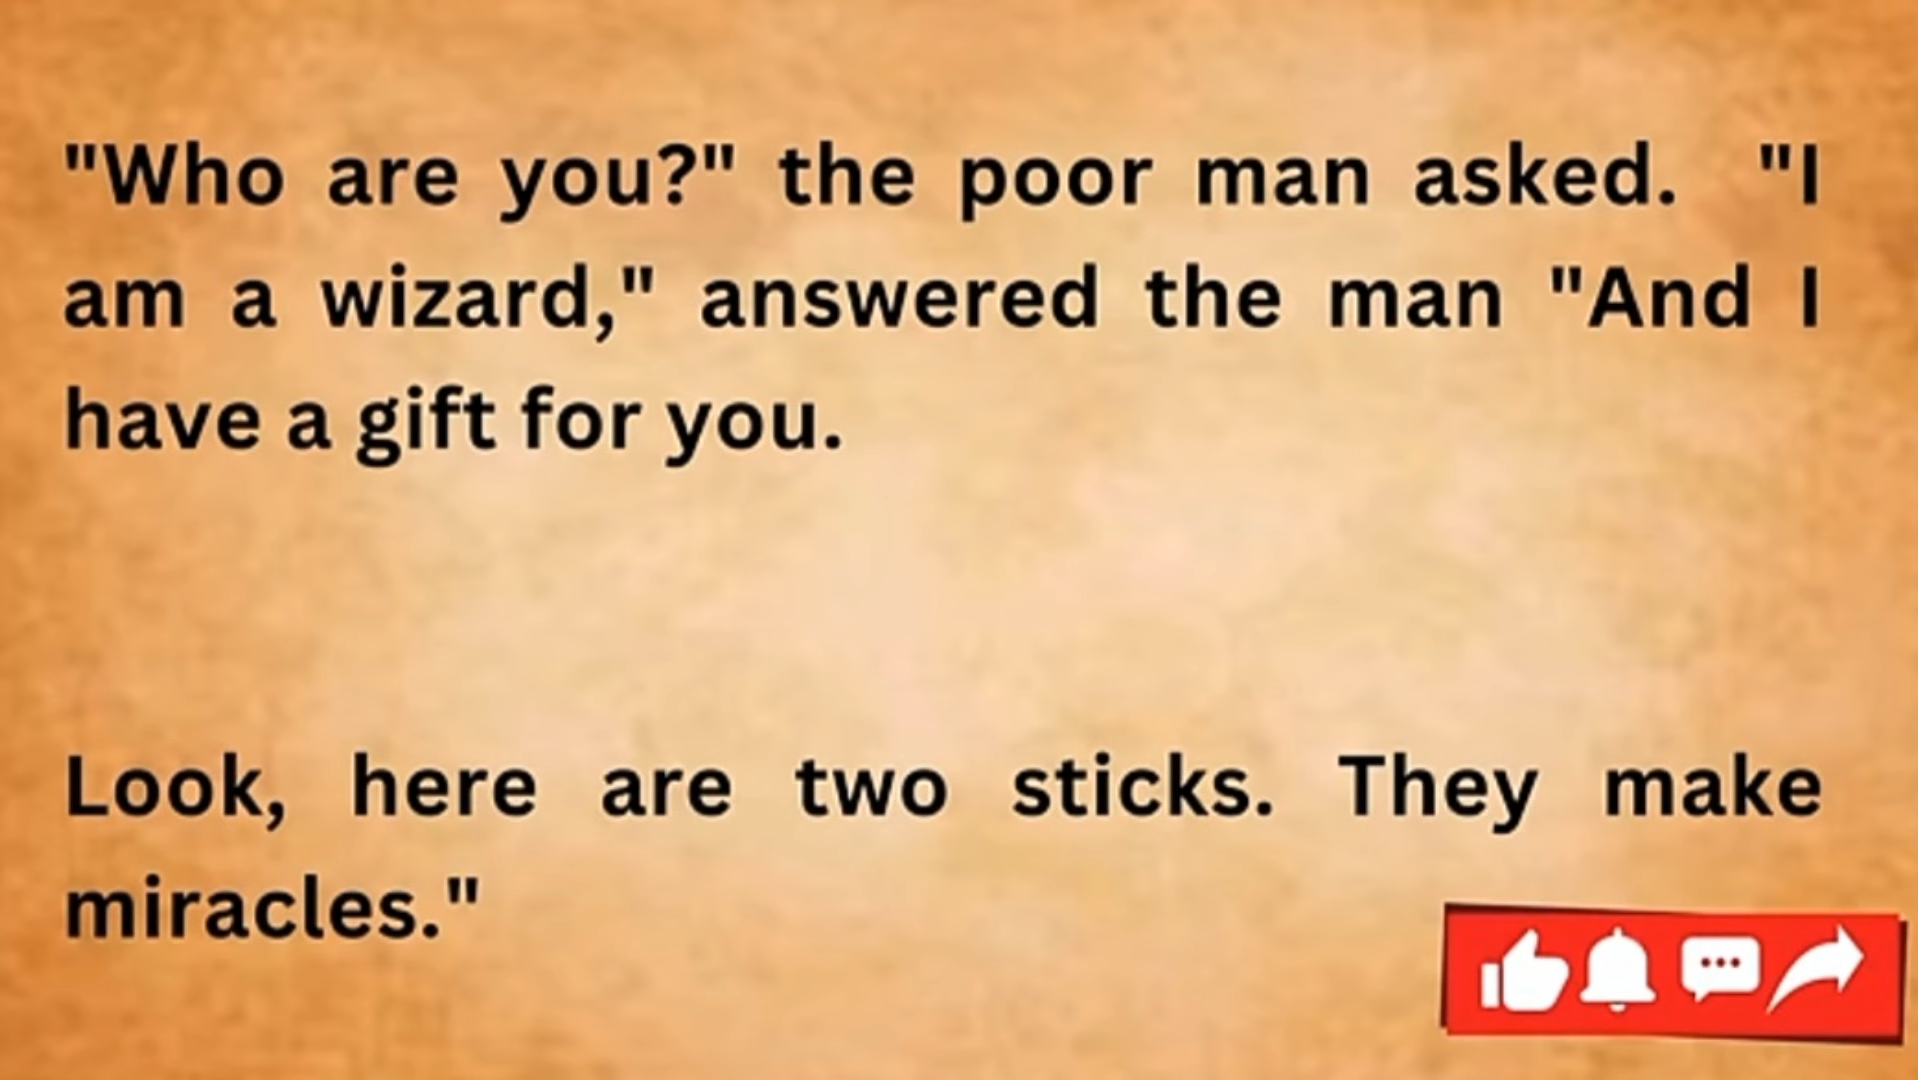 "Who are you?" the poor man asked. "I
am a wizard," answered the man "And I
have a gift for you.
Look, here are two sticks. They make
miracles."